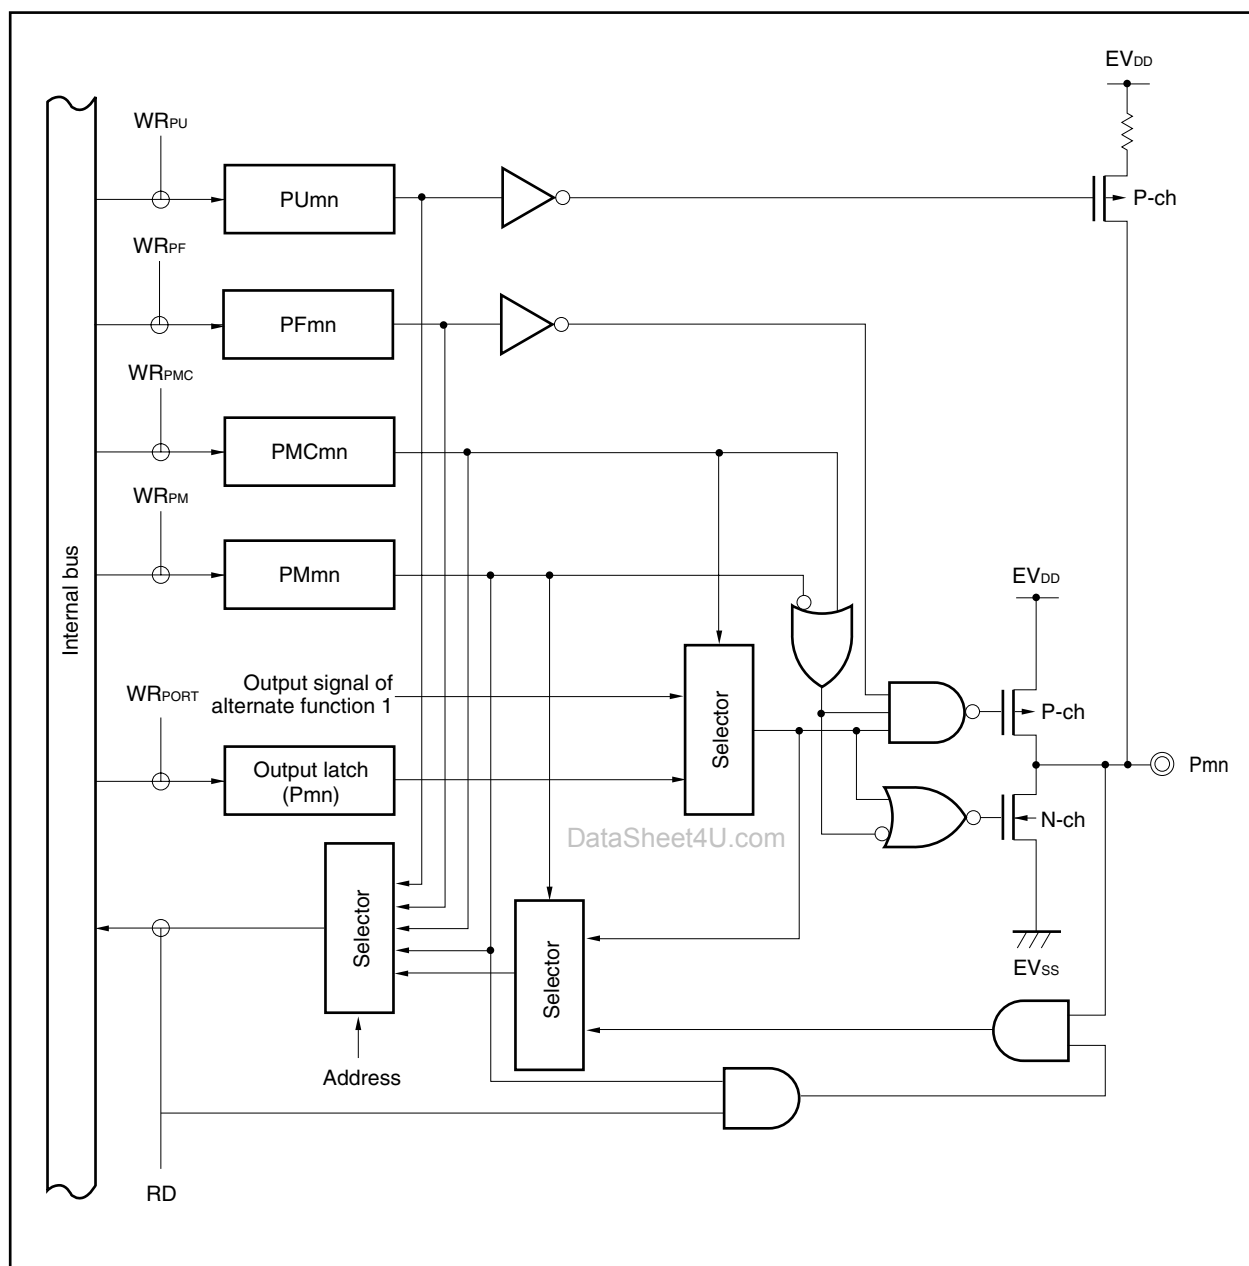 EVDD
WRPU
PUmn
P-ch
WRPF
PFmn
WRPMC
PMCmn
WRPM
PMmn
Internal bus
EVDD
Output signal of
alternate function 1
WRPORT
Selector
P-ch
Output latch
(Pmn)
Pmn
N-ch
DataSheet4U.com
Selector
Selector
EVSS
Address
RD